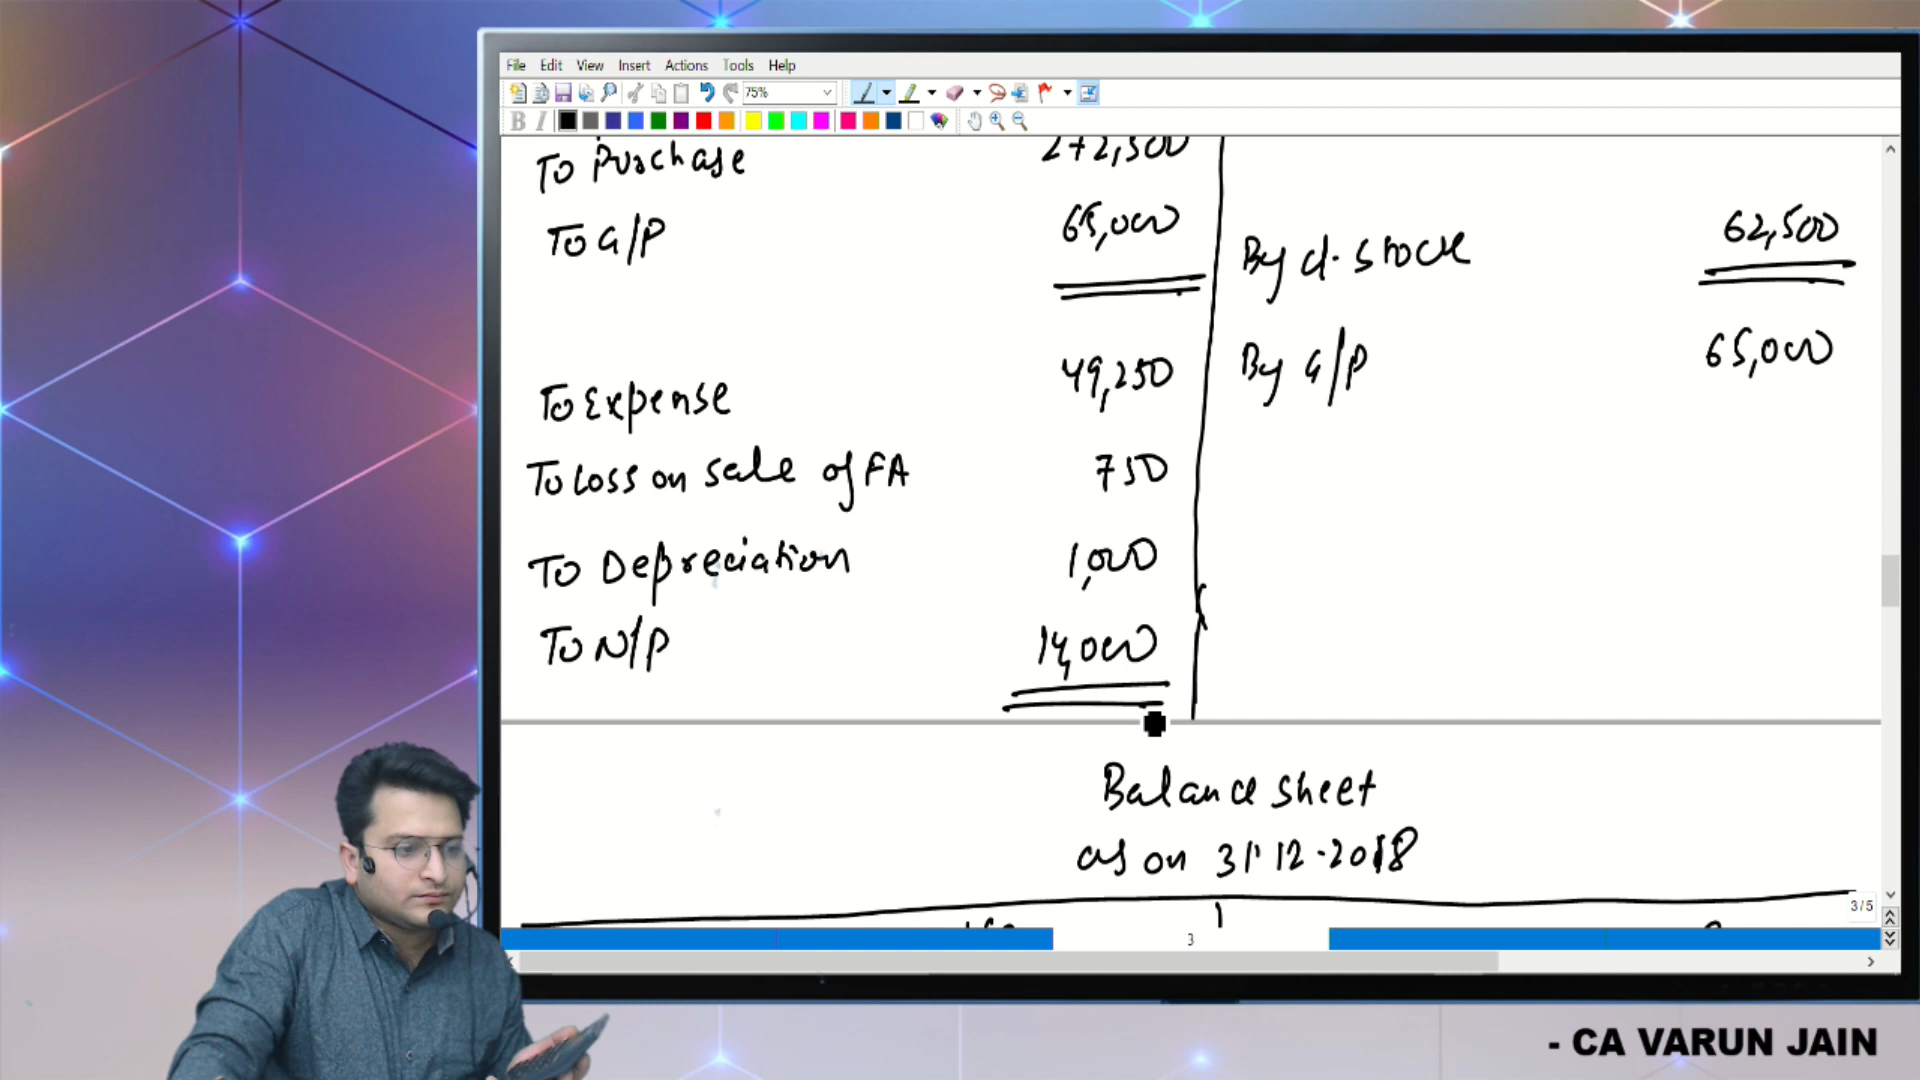 File Edit View Insert Actions Tools Help
75%
B I
To Purchase 272,500
To G/P 65,000
By cl. stock 62,500
By G/P 65,000
To Expense 49,250
To Loss on sale of FA 750
To Depreciation 1,000
To N/P 14,000
Balance sheet
as on 31.12.2018
3/5
3
- CA VARUN JAIN